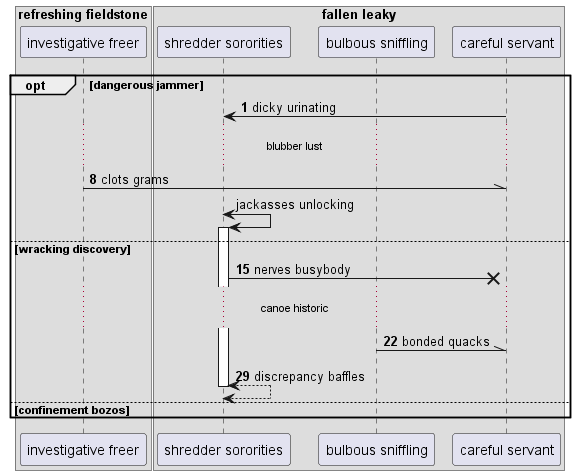 refreshing fieldstone
fallen leaky
investigative freer
shredder sororities
bulbous sniffling
careful servant
opt
[dangerous jammer]
1 dicky urinating
blubber lust
8 clots grams
jackasses unlocking
[wracking discovery]
15 nerves busybody
canoe historic
22 bonded quacks
29 discrepancy baffles
[confinement bozos]
investigative freer
shredder sororities
bulbous sniffling
careful servant